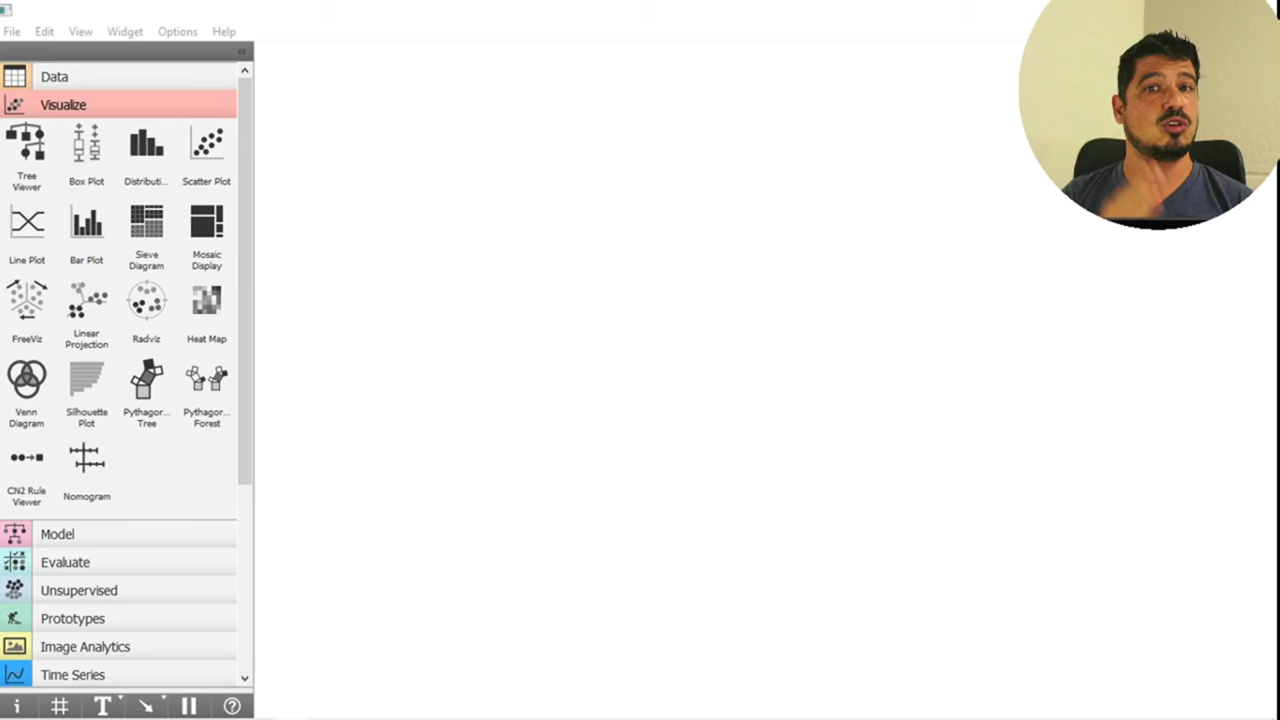 File Edit View Widget Options Help
Data
Visualize
Tree Viewer
Box Plot
Distributi...
Scatter Plot
Line Plot
Bar Plot
Sieve Diagram
Mosaic Display
FreeViz
Linear Projection
Radviz
Heat Map
Venn Diagram
Silhouette Plot
Pythagor... Tree
Pythagor... Forest
CN2 Rule Viewer
Nomogram
Model
Evaluate
Unsupervised
Prototypes
Image Analytics
Time Series